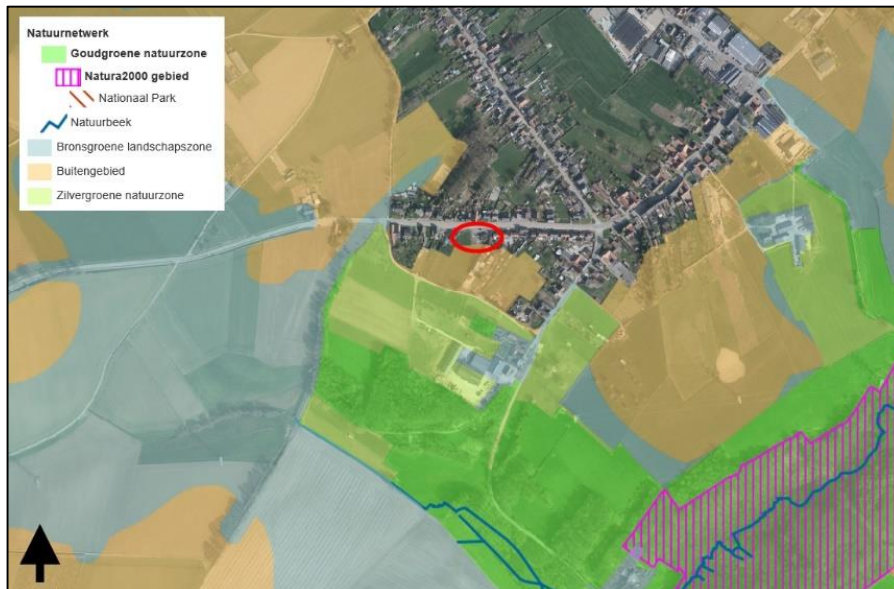 Natuurnetwerk
Goudgroene natuurzone
Natura2000 gebied
Nationaal Park
Natuurbeek
Bronsgroene landschapszone
Buitengebied
Zilvergroene natuurzone